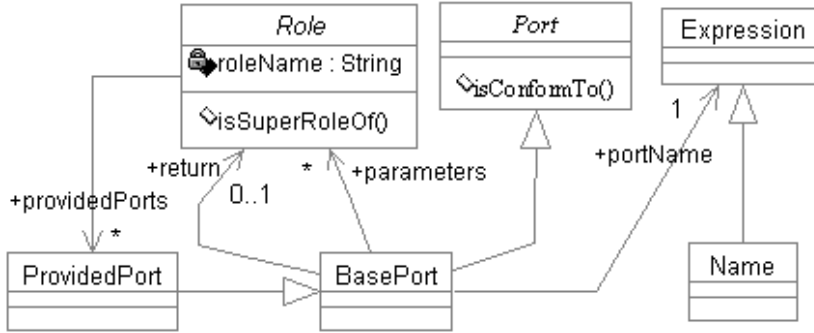 Role
Port
Expression
roleName : String
isConformTo()
isSuperRoleOf()
1
+return
*
+parameters
+portName
0..1
+providedPorts
*
ProvidedPort
BasePort
Name